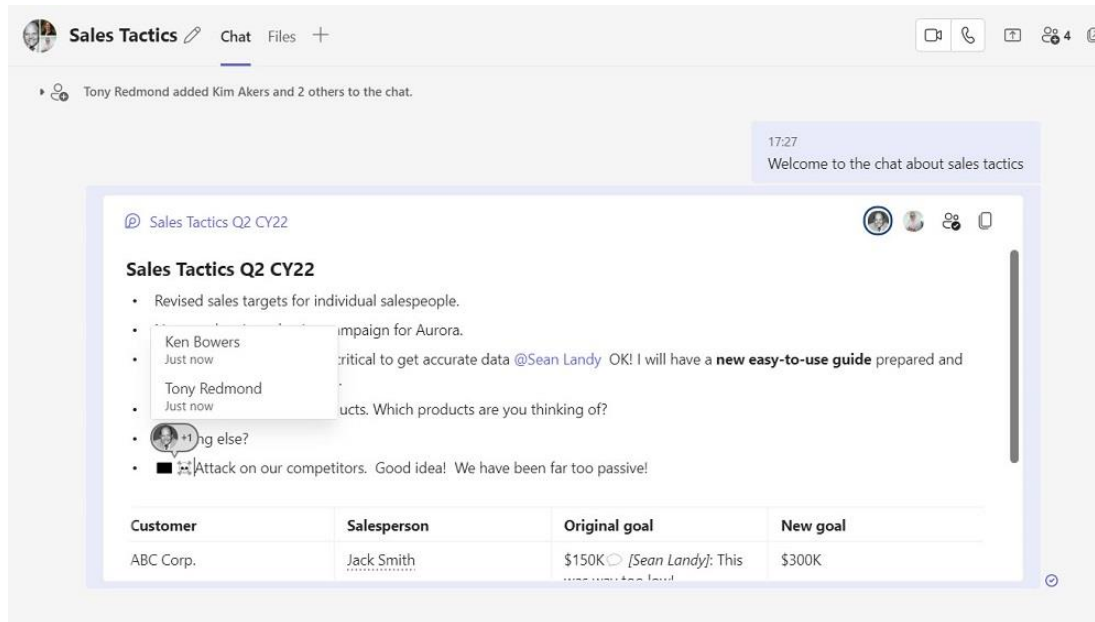 Sales Tactics Chat Files
4
Tony Redmond added Kim Akers and 2 others to the chat.
17:27
Welcome to the chat about sales tactics
Sales Tactics Q2 CY22
Sales Tactics Q2 CY22
• Revised sales targets for individual salespeople.
• campaign for Aurora.
Ken Bowers
Just now
• critical to get accurate data @Sean Landy OK! I will have a new easy-to-use guide prepared and
Tony Redmond
Just now
• Which products are you thinking of?
• +1 else?
• ☠Attack on our competitors. Good idea! We have been far too passive!
Customer Salesperson Original goal New goal
ABC Corp. Jack Smith $150K [Sean Landy]: This $300K